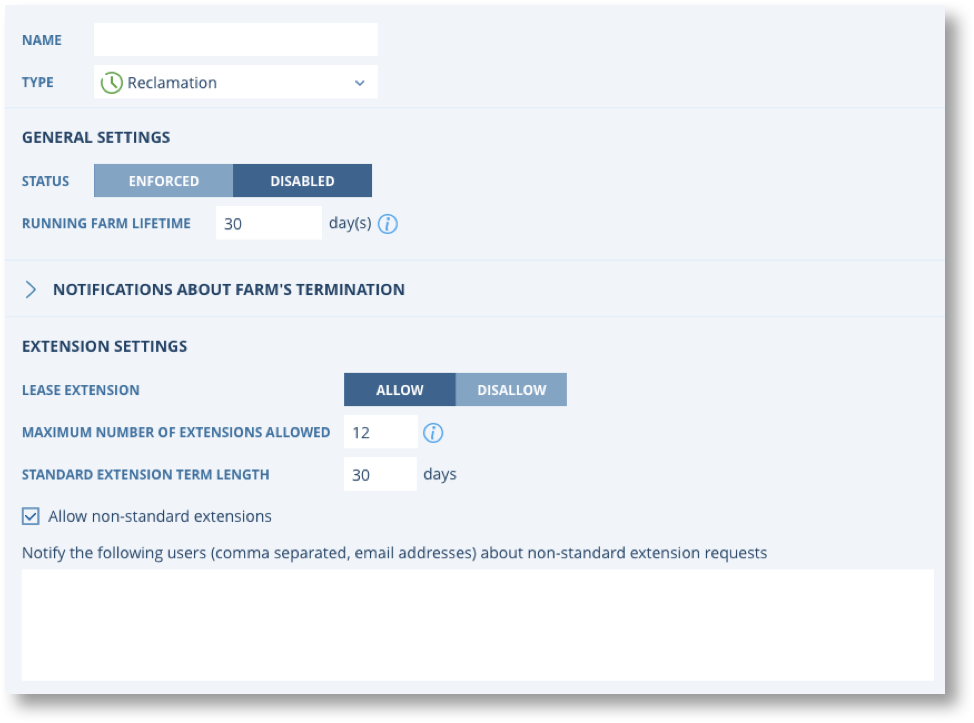 NAME
TYPE Reclamation
GENERAL SETTINGS
STATUS ENFORCED DISABLED
RUNNING FARM LIFETIME 30 day(s) i
NOTIFICATIONS ABOUT FARM'S TERMINATION
EXTENSION SETTINGS
LEASE EXTENSION ALLOW DISALLOW
MAXIMUM NUMBER OF EXTENSIONS ALLOWED 12 i
STANDARD EXTENSION TERM LENGTH 30 days
Allow non-standard extensions
Notify the following users (comma separated, email addresses) about non-standard extension requests